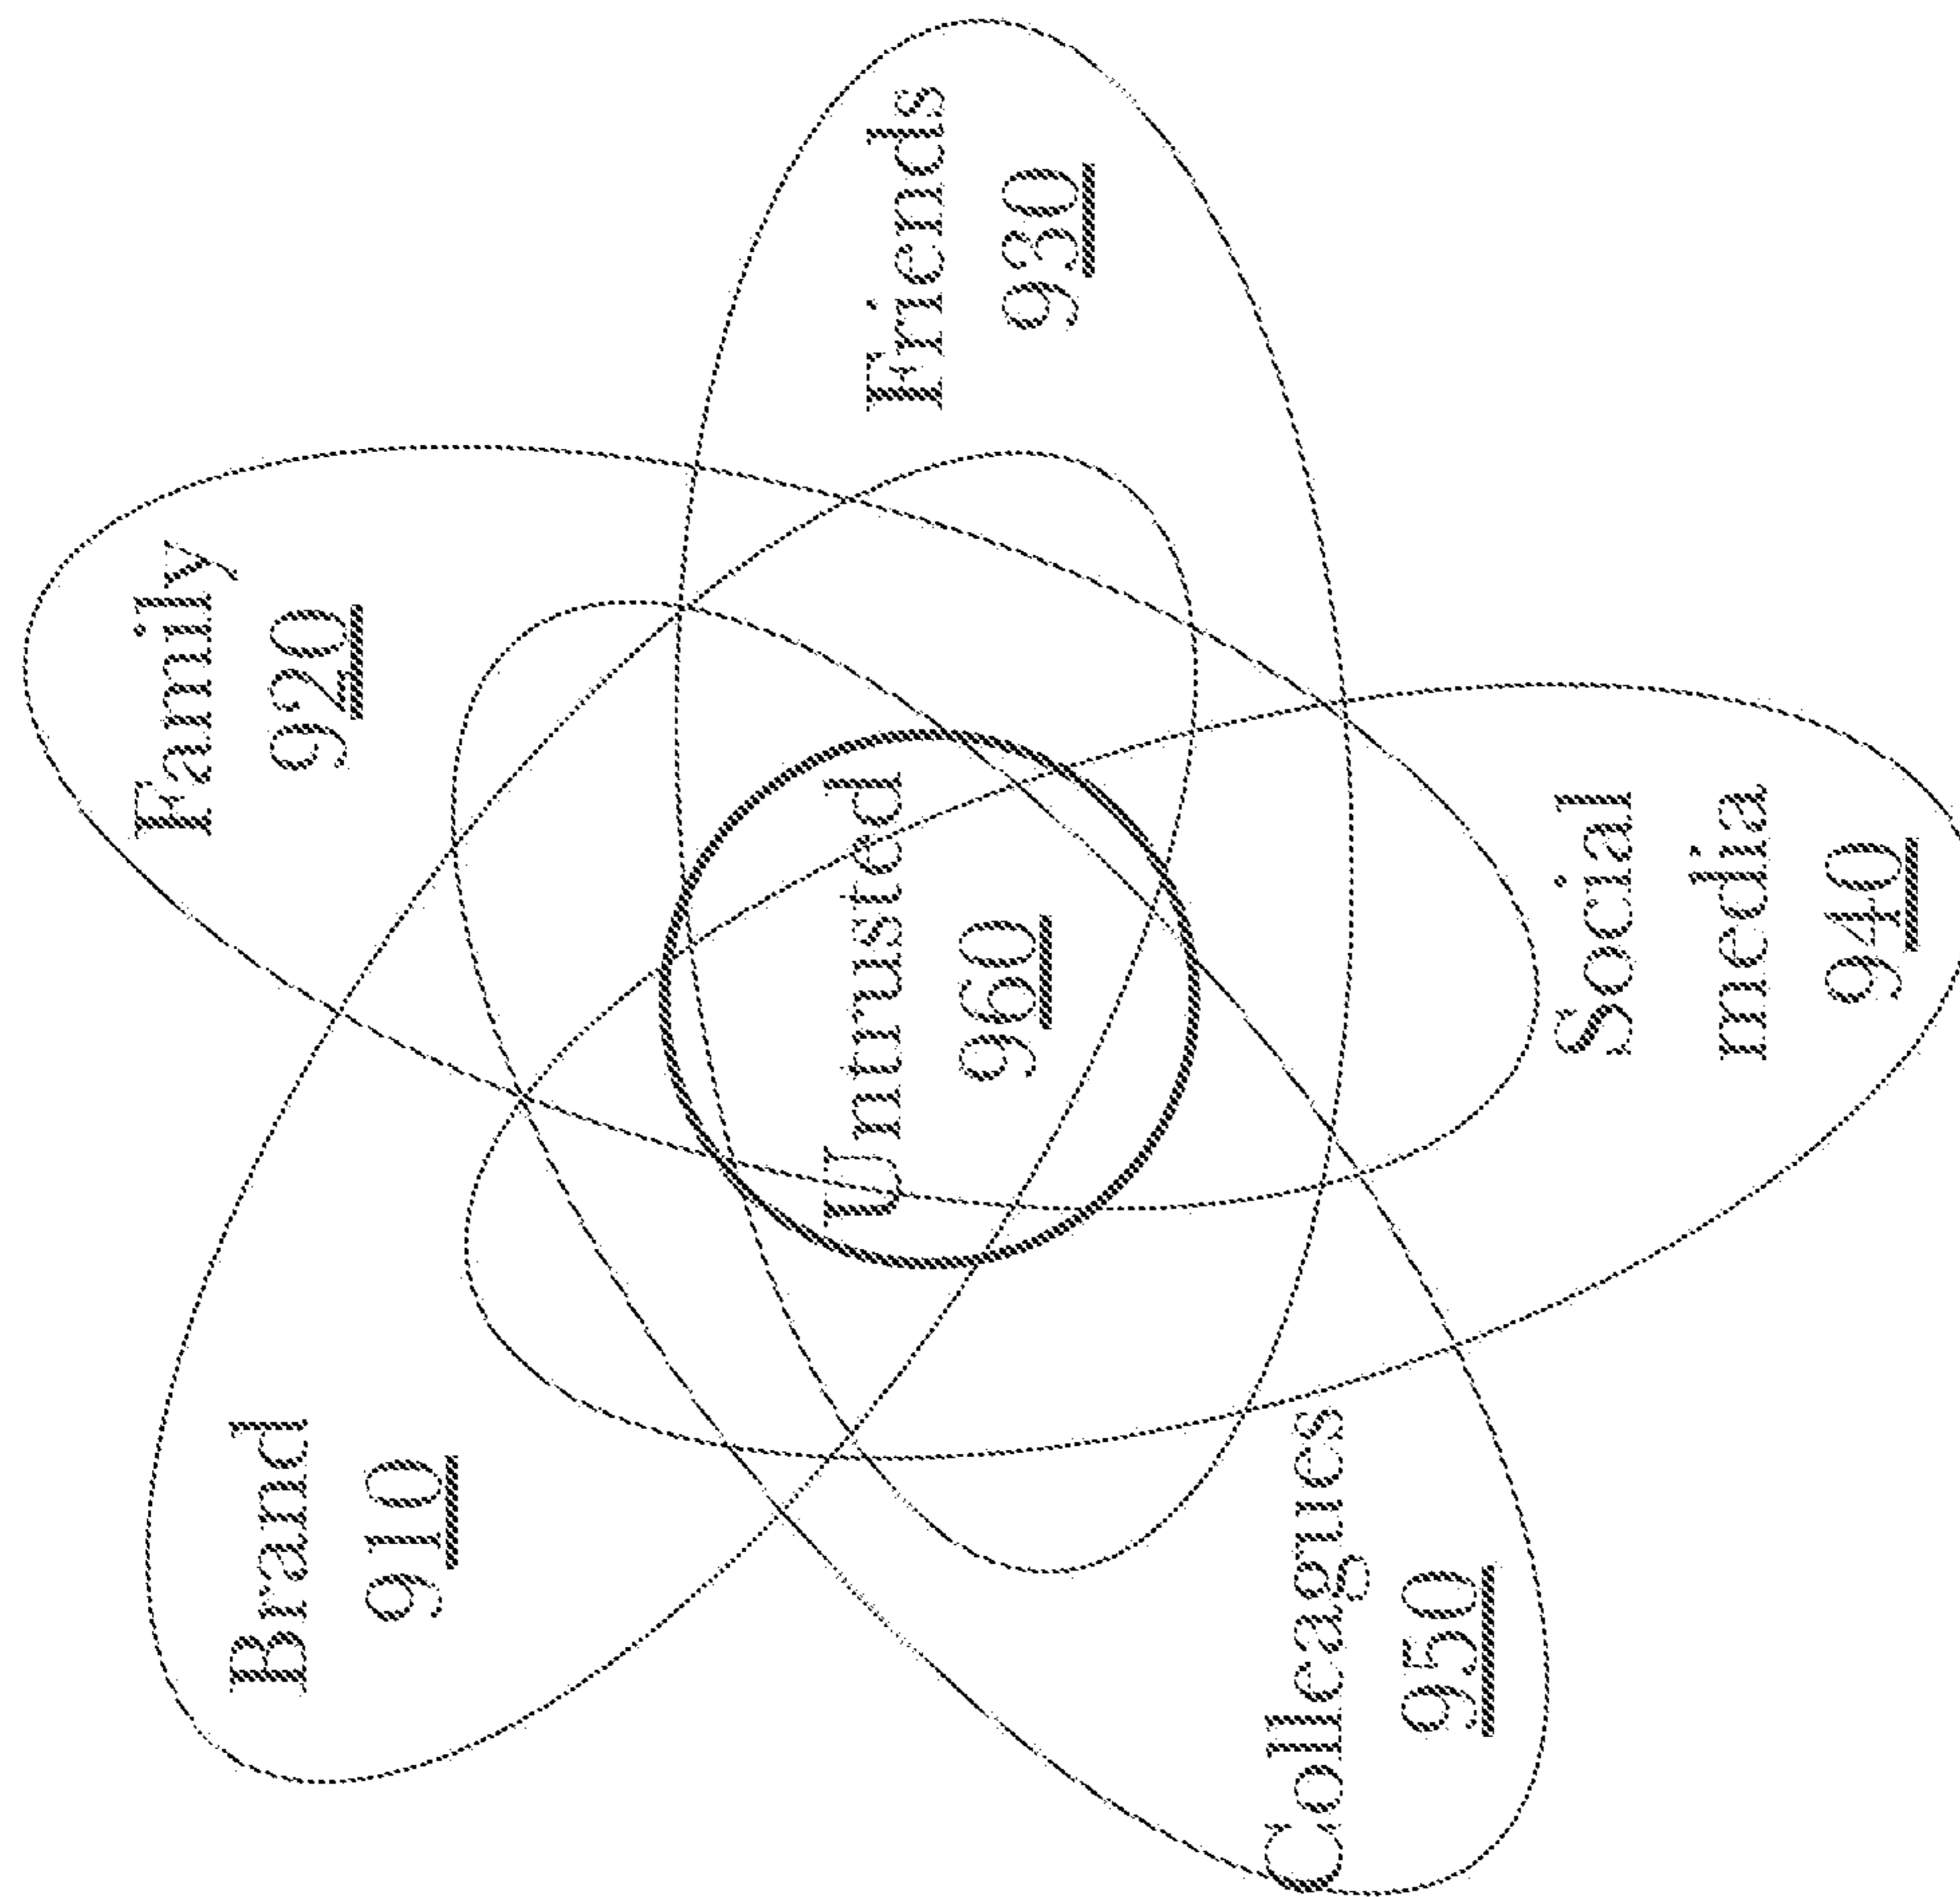 Family
920
Brand
910
Untrusted
960
Friends
930
Colleagues
950
Social
media
940